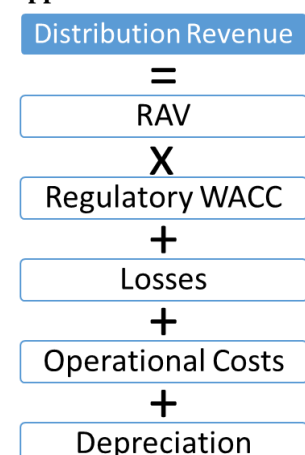 Distribution Revenue
=
RAV
X
Regulatory WACC
+
Losses
+
Operational Costs
+
Depreciation